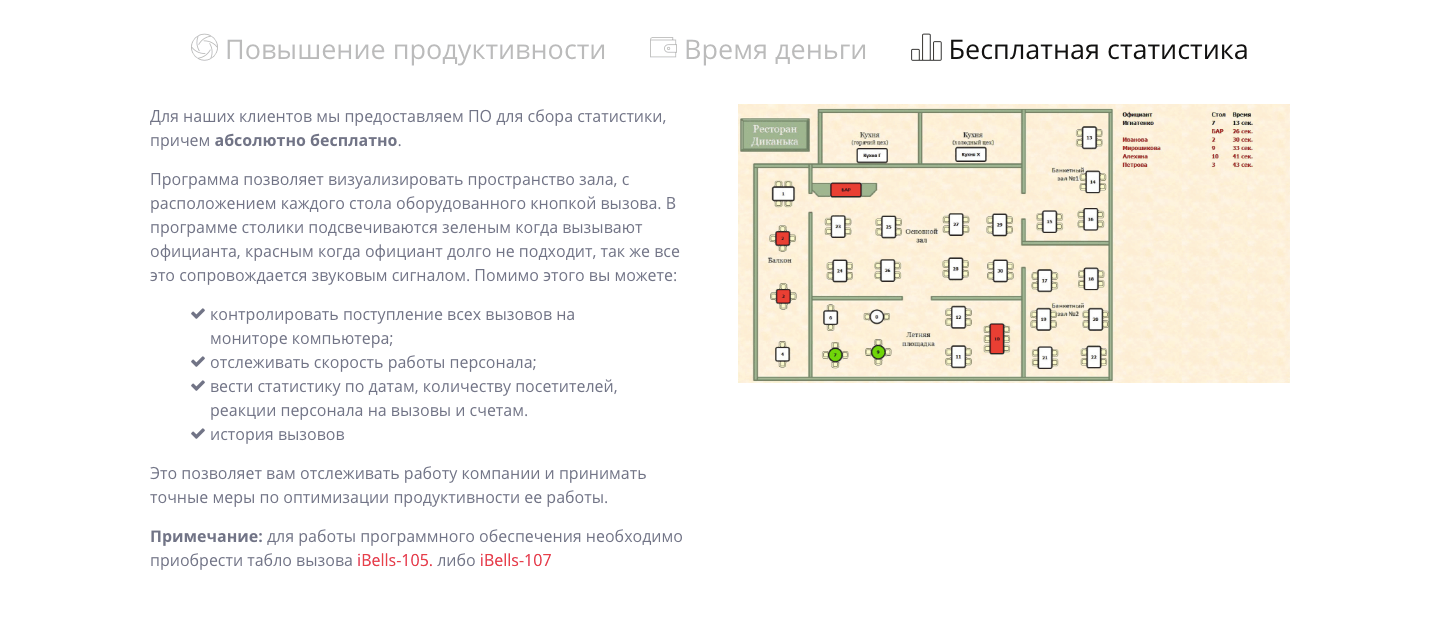 Повышение продуктивности
Время деньги
Бесплатная статистика
Для наших клиентов мы предоставляем ПО для сбора статистики,
причем абсолютно бесплатно.
Программа позволяет визуализировать пространство зала, с
расположением каждого стола оборудованного кнопкой вызова. В
программе столики подсвечиваются зеленым когда вызывают
официанта, красным когда официант долго не подходит, так же все
это сопровождается звуковым сигналом. Помимо этого вы можете:
контролировать поступление всех вызовов на
мониторе компьютера;
отслеживать скорость работы персонала;
вести статистику по датам, количеству посетителей,
реакции персонала на вызовы и счетам.
история вызовов
Это позволяет вам отслеживать работу компании и принимать
точные меры по оптимизации продуктивности ее работы.
Примечание: для работы программного обеспечения необходимо
приобрести табло вызова iBells-105. либо iBells-107
Ресторан
Диканька
Кухня
(горячий цех)
Кухня Г
Кухня
(холодный цех)
Кухня Х
БАР
Балкон
Основной
зал
Летняя
площадка
Банкетный
зал №1
Банкетный
зал №2
1
4
6
8
7
9
11
12
13
14
15
16
17
18
19
20
21
22
23
24
25
26
27
28
29
30
Официант Стол Время
Игнатенко 7 13 сек.
БАР 26 сек.
Иванова 2 30 сек.
Мирошикова 9 33 сек.
Алехина 10 41 сек.
Петрова 3 43 сек.